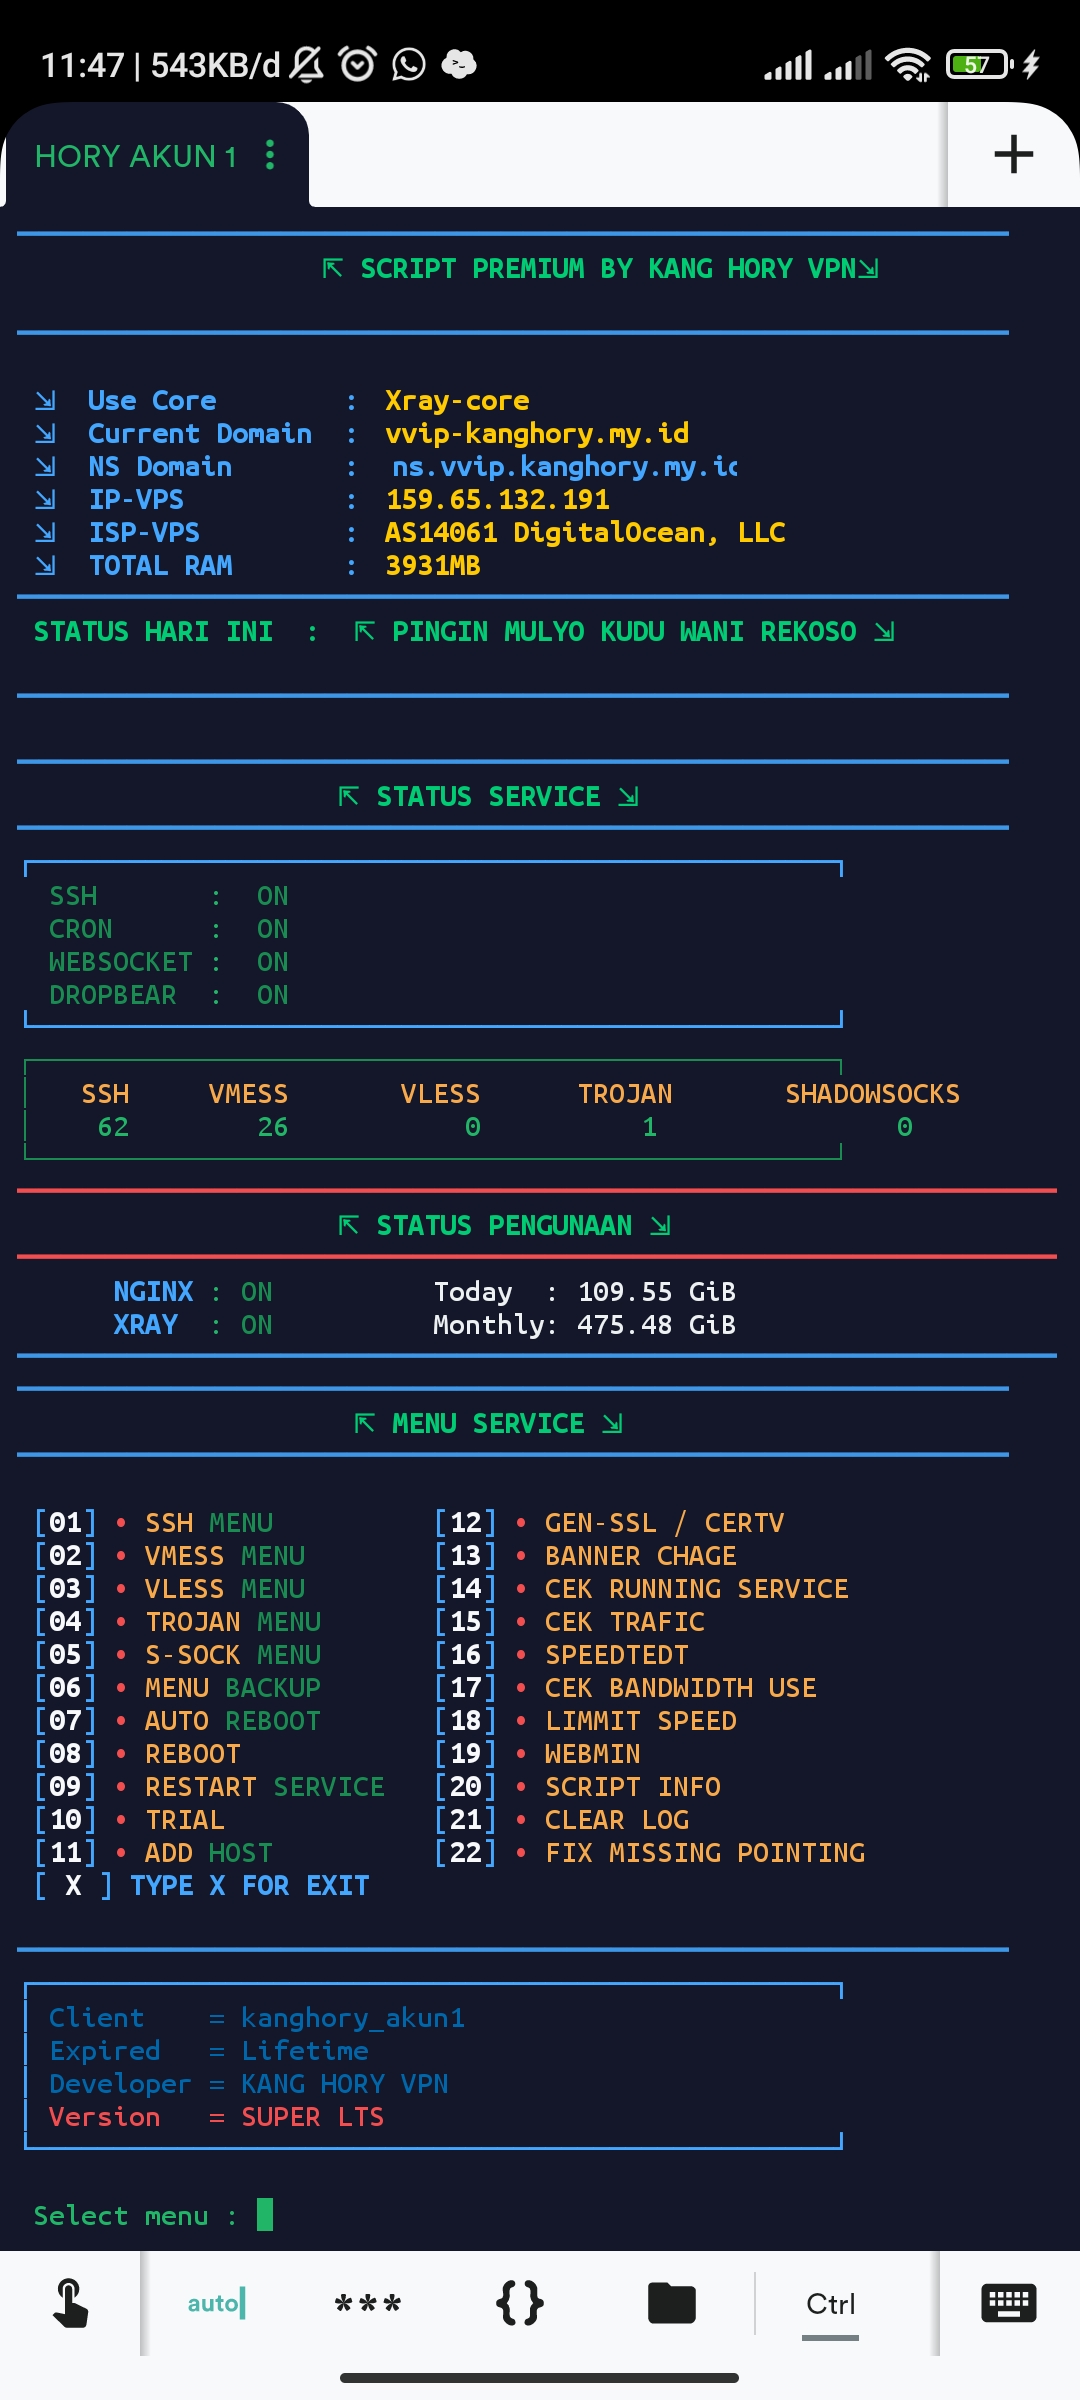 11:47 | 543KB/d 57
HORY AKUN 1
⇱ SCRIPT PREMIUM BY KANG HORY VPN⇲
⇲ Use Core : Xray-core
⇲ Current Domain : vvip-kanghory.my.id
⇲ NS Domain : ns.vvip.kanghory.my.id
⇲ IP-VPS : 159.65.132.191
⇲ ISP-VPS : AS14061 DigitalOcean, LLC
⇲ TOTAL RAM : 3931MB
STATUS HARI INI : ⇱ PINGIN MULYO KUDU WANI REKOSO ⇲
⇱ STATUS SERVICE ⇲
SSH : ON
CRON : ON
WEBSOCKET : ON
DROPBEAR : ON
SSH VMESS VLESS TROJAN SHADOWSOCKS
62 26 0 1 0
⇱ STATUS PENGUNAAN ⇲
NGINX : ON Today : 109.55 GiB
XRAY : ON Monthly: 475.48 GiB
⇱ MENU SERVICE ⇲
[01] • SSH MENU [12] • GEN-SSL / CERTV
[02] • VMESS MENU [13] • BANNER CHAGE
[03] • VLESS MENU [14] • CEK RUNNING SERVICE
[04] • TROJAN MENU [15] • CEK TRAFIC
[05] • S-SOCK MENU [16] • SPEEDTEDT
[06] • MENU BACKUP [17] • CEK BANDWIDTH USE
[07] • AUTO REBOOT [18] • LIMMIT SPEED
[08] • REBOOT [19] • WEBMIN
[09] • RESTART SERVICE [20] • SCRIPT INFO
[10] • TRIAL [21] • CLEAR LOG
[11] • ADD HOST [22] • FIX MISSING POINTING
[ X ] TYPE X FOR EXIT
Client = kanghory_akun1
Expired = Lifetime
Developer = KANG HORY VPN
Version = SUPER LTS
Select menu :
auto *** {} Ctrl